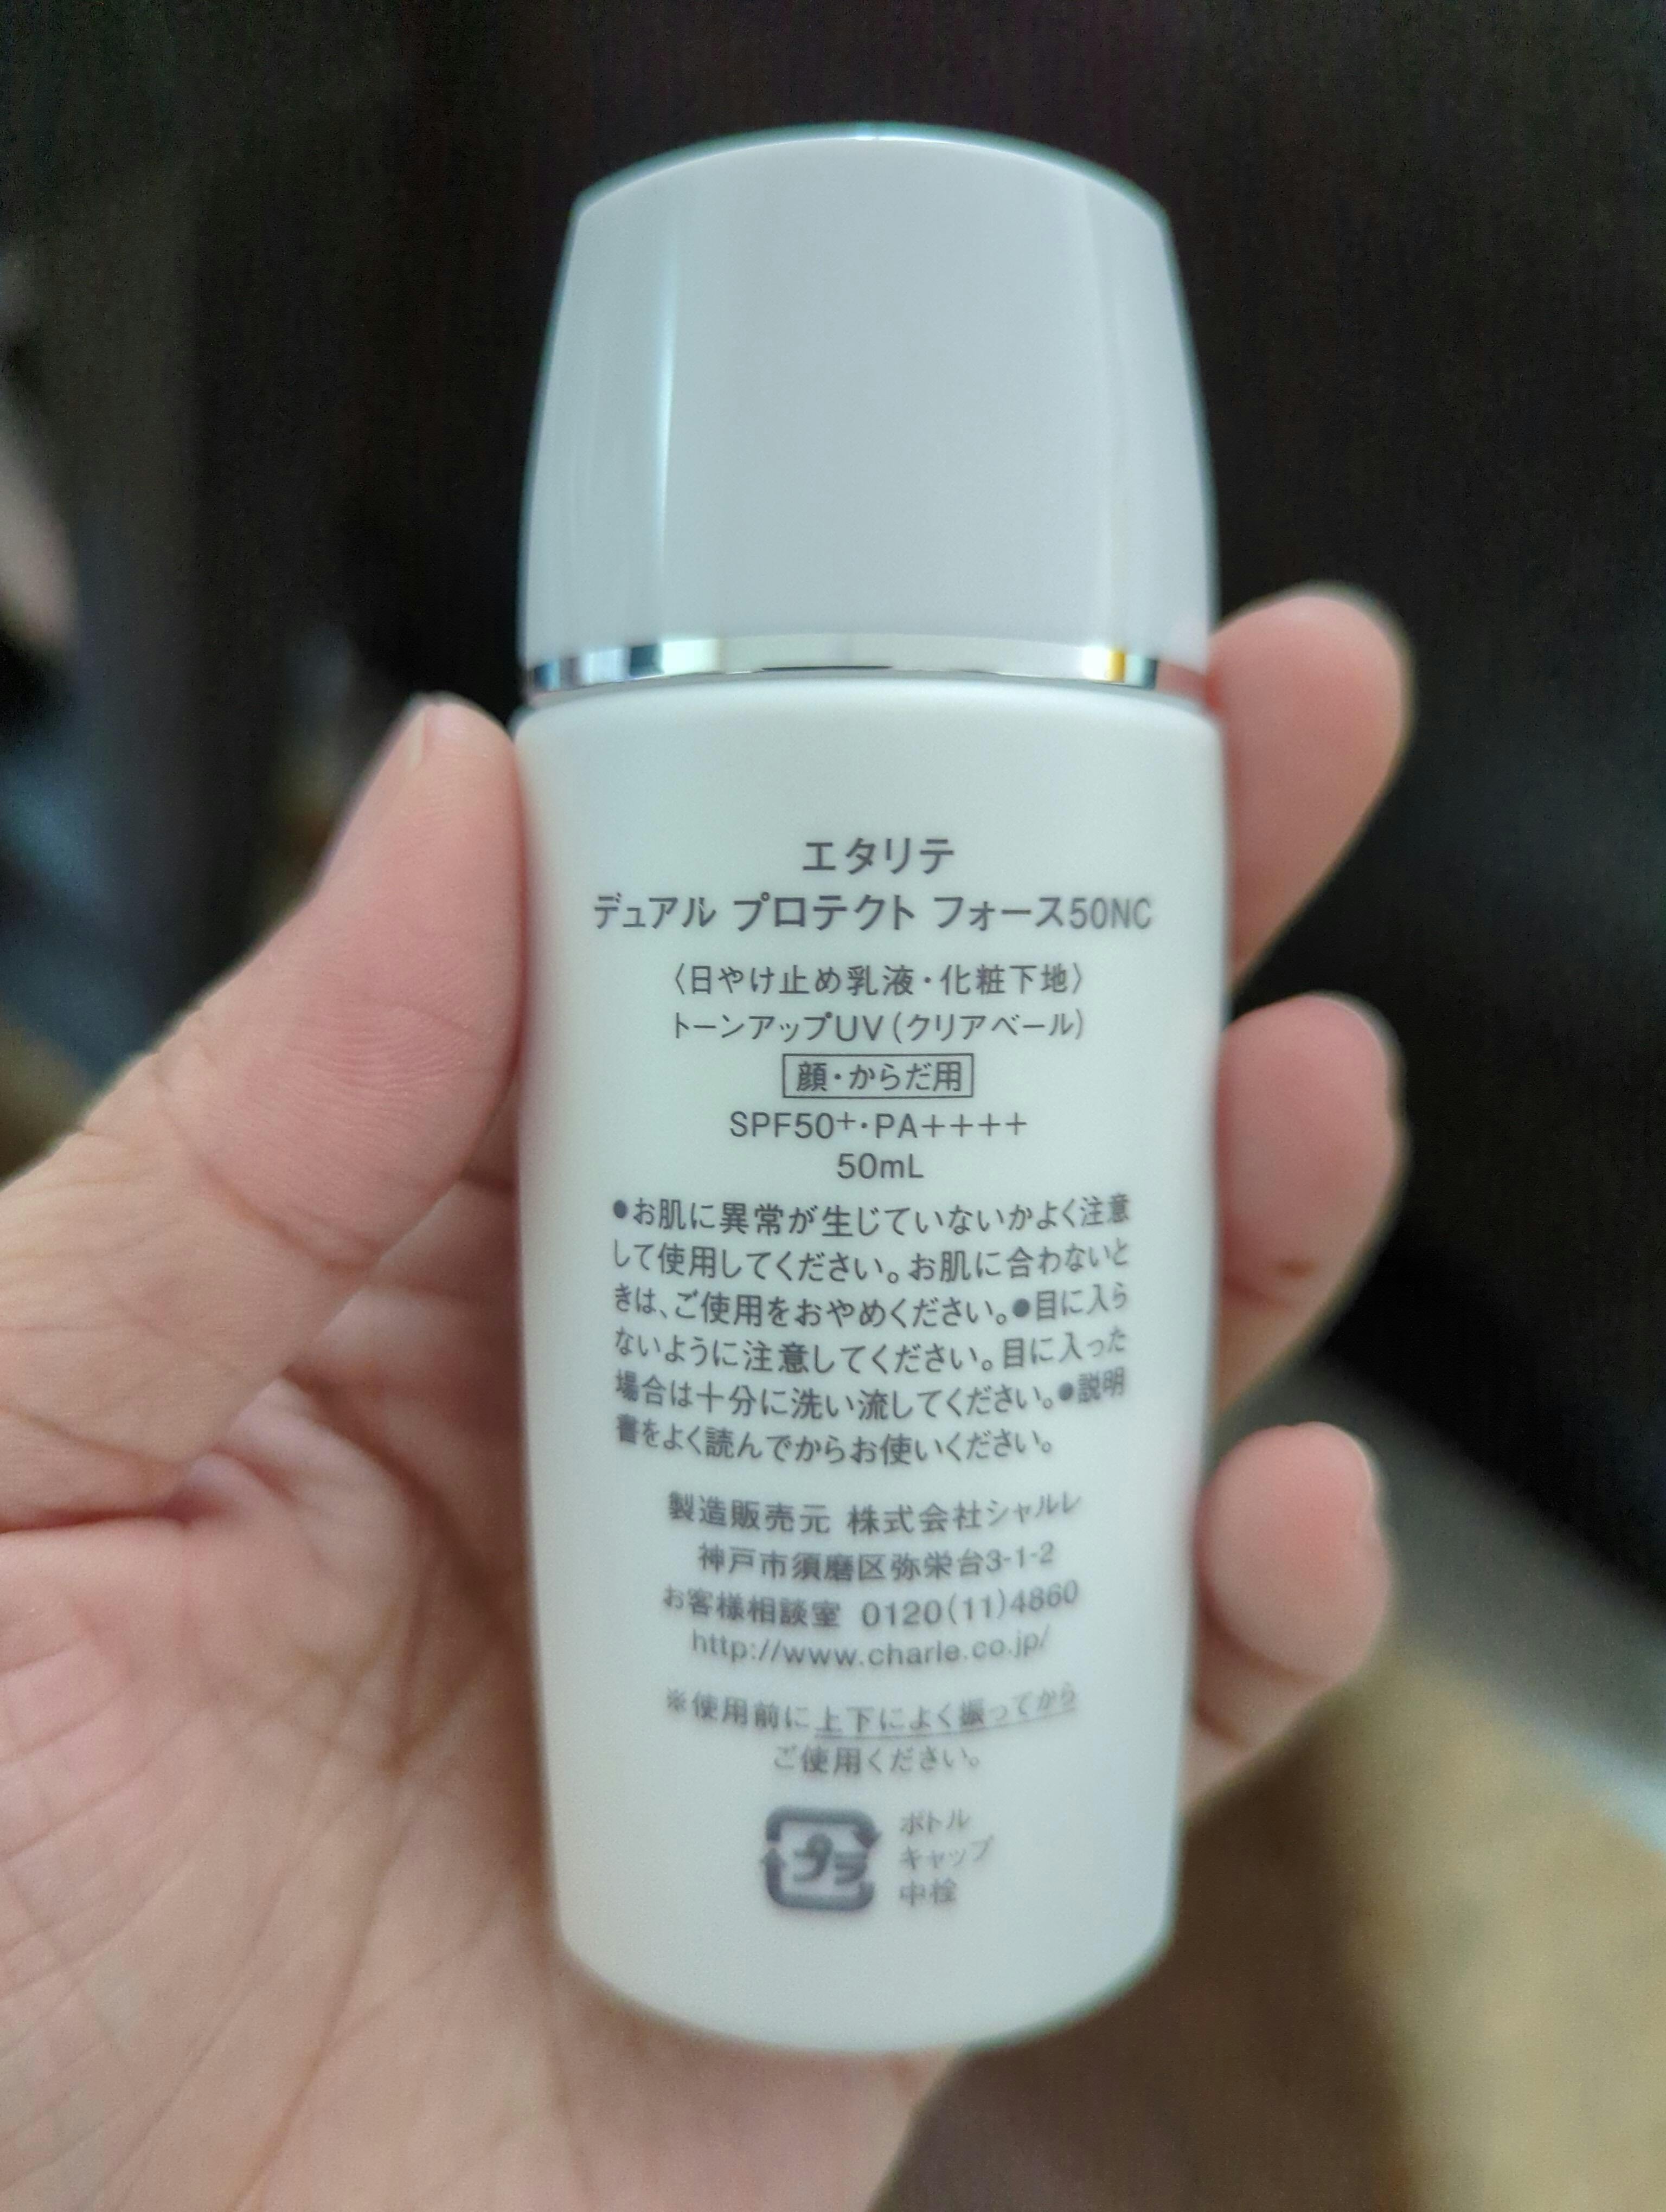 エタリテ
デュアル プロテクト フォース50NC
〈日やけ止め乳液・化粧下地〉
トーンアップUV(クリアベール)
顔・からだ用
SPF50+・PA++++
50mL
●お肌に異常が生じていないかよく注意
して使用してください。お肌に合わないと
きは、ご使用をおやめください。●目に入ら
ないように注意してください。目に入った
場合は十分に洗い流してください。●説明
書をよく読んでからお使いください。
製造販売元 株式会社シャルレ
神戸市須磨区弥栄台3-1-2
お客様相談室 0120(11)4860
http://www.charle.co.jp/
※使用前に上下によく振ってから
ご使用ください。
プラ
ボトル
キャップ
中栓